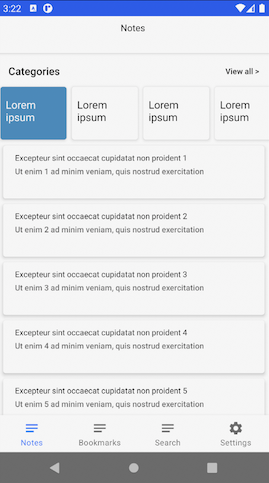 3:22
Notes
Categories
View all >
Lorem
ipsum
Lorem
ipsum
Lorem
ipsum
Lorem
ipsum
Excepteur sint occaecat cupidatat non proident 1
Ut enim 1 ad minim veniam, quis nostrud exercitation
Excepteur sint occaecat cupidatat non proident 2
Ut enim 2 ad minim veniam, quis nostrud exercitation
Excepteur sint occaecat cupidatat non proident 3
Ut enim 3 ad minim veniam, quis nostrud exercitation
Excepteur sint occaecat cupidatat non proident 4
Ut enim 4 ad minim veniam, quis nostrud exercitation
Excepteur sint occaecat cupidatat non proident 5
Ut enim 5 ad minim veniam, quis nostrud exercitation
Notes
Bookmarks
Search
Settings